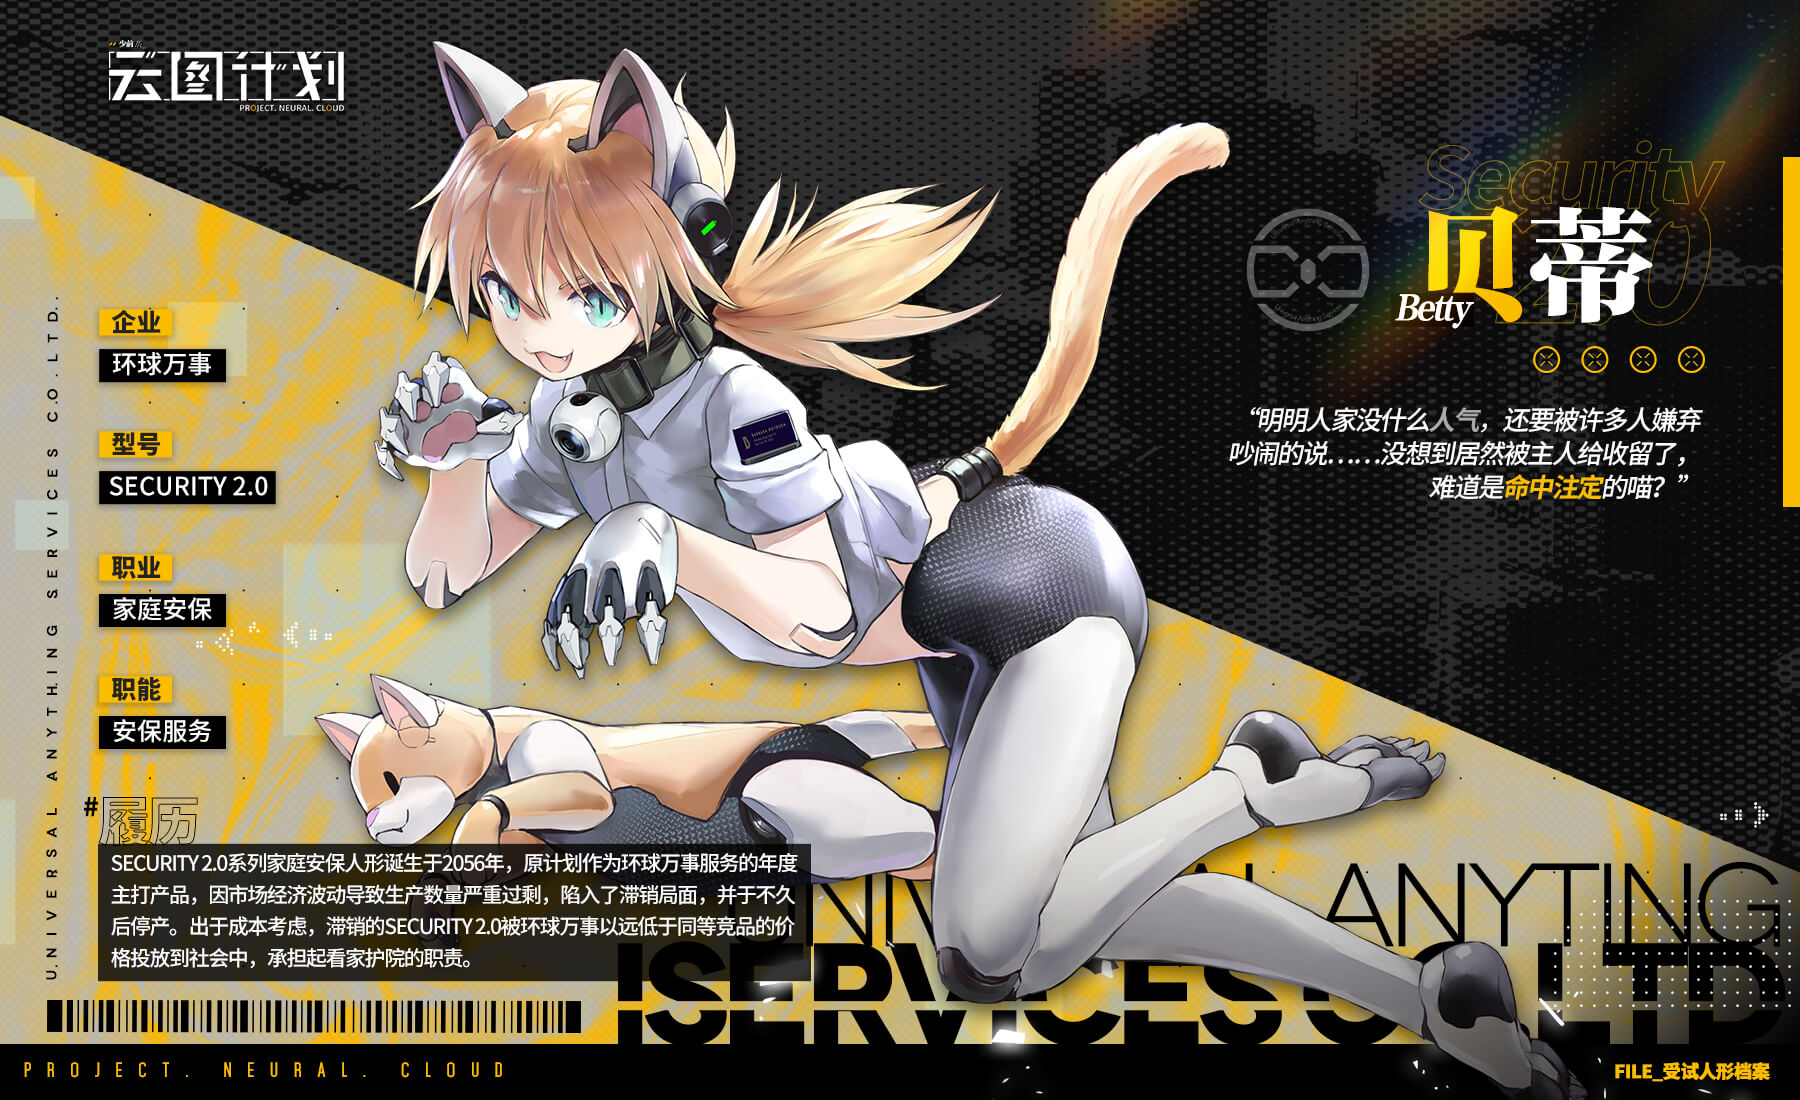 少前
云图计划
PROJECT. NEURAL. CLOUD
Security
2.0
贝蒂
Betty
“明明人家没什么人气，还要被许多人嫌弃
吵闹的说……没想到居然被主人给收留了，
难道是命中注定的喵？”
企业
环球万事
型号
SECURITY 2.0
职业
家庭安保
职能
安保服务
UNIVERSAL ANYTHING SERVICES CO.LTD.
#履历
SECURITY 2.0系列家庭安保人形诞生于2056年，原计划作为环球万事服务的年度
主打产品，因市场经济波动导致生产数量严重过剩，陷入了滞销局面，并于不久
后停产。出于成本考虑，滞销的SECURITY 2.0被环球万事以远低于同等竞品的价
格投放到社会中，承担起看家护院的职责。
ANYTING
SERVICES CO LTD
PROJECT. NEURAL. CLOUD
FILE_受试人形档案